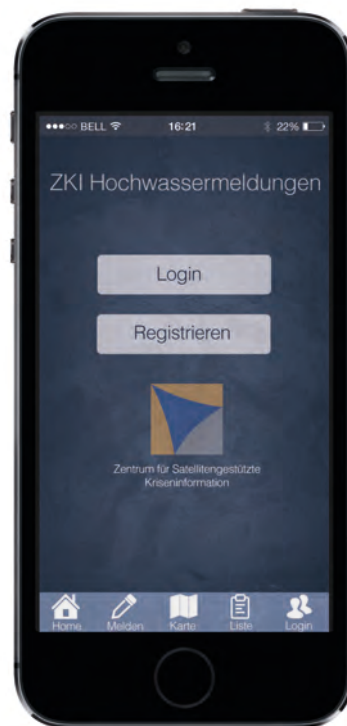 ●●●○○ BELL 16:21 22%
ZKI Hochwassermeldungen
Login
Registrieren
Zentrum für Satellitengestützte
Kriseninformation
Home Melden Karte Liste Login